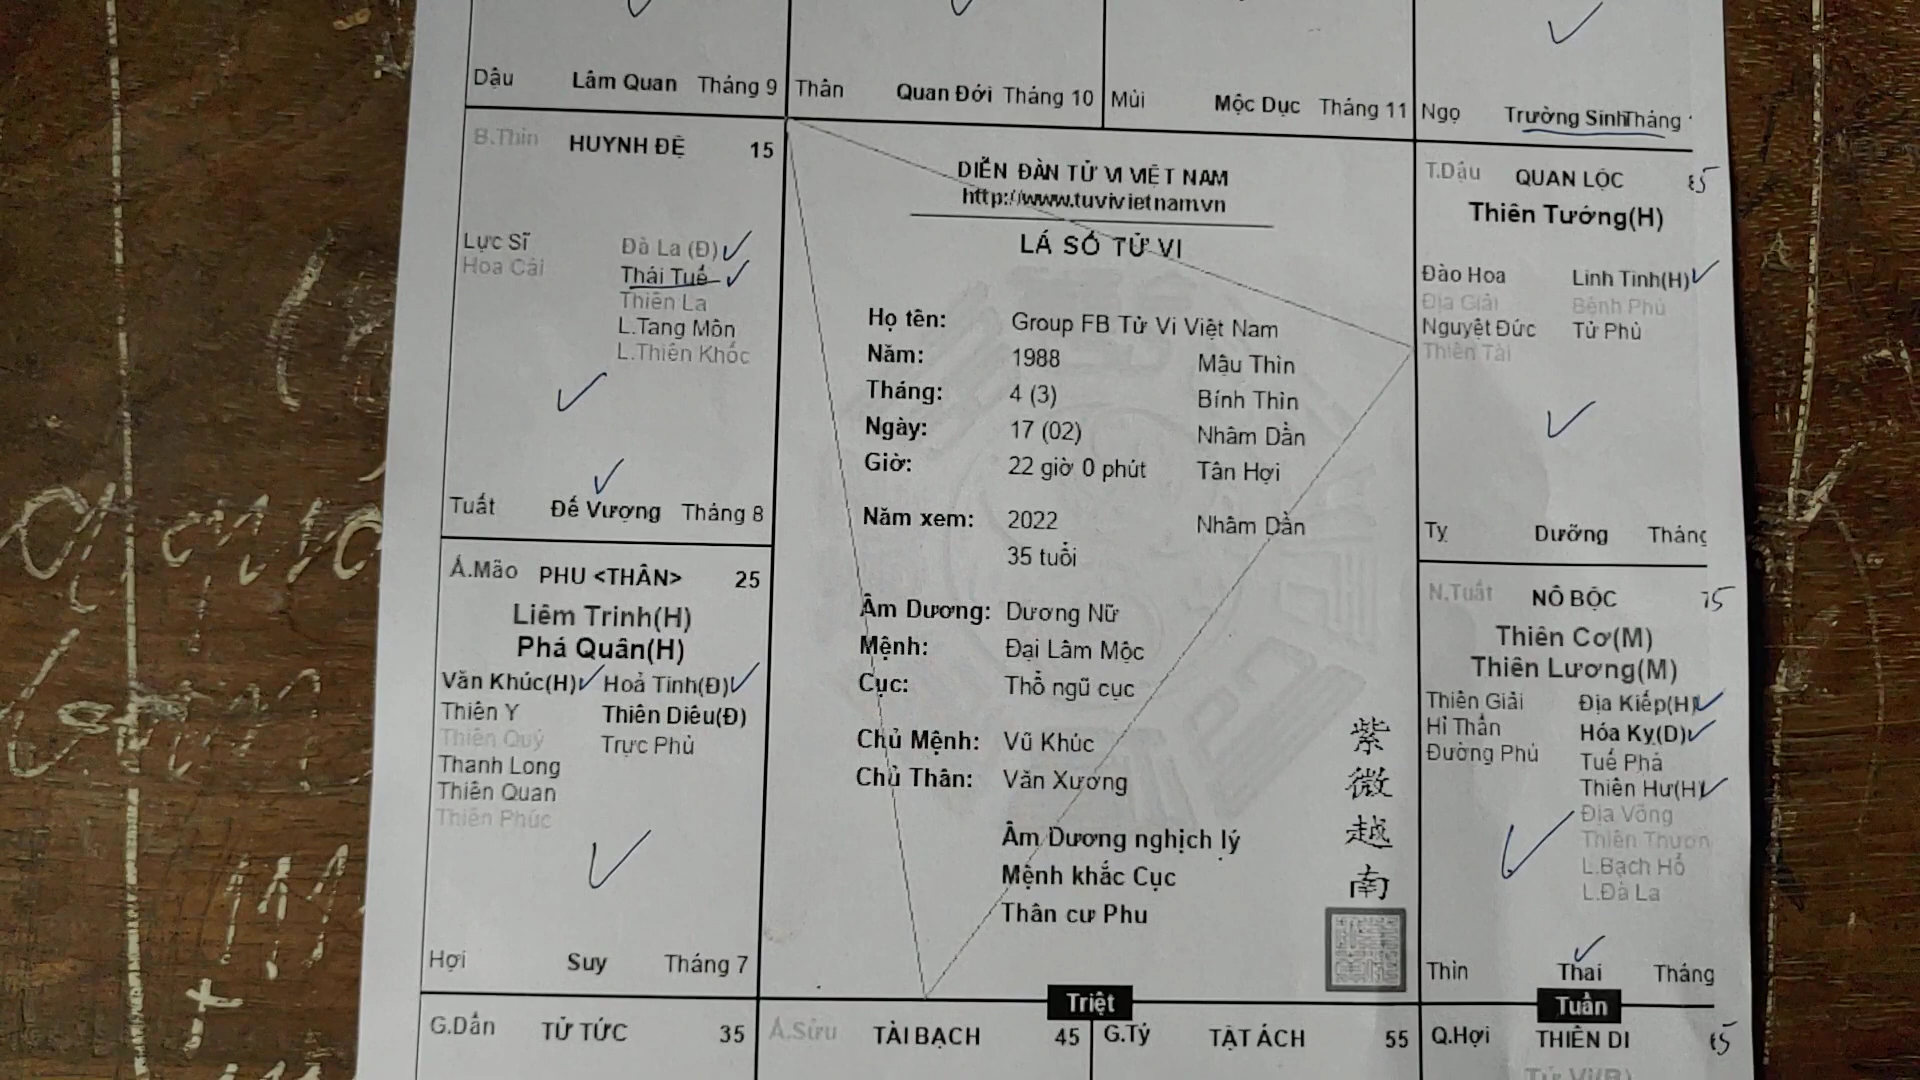 Dậu Lâm Quan Tháng 9
Thân Quan Đới Tháng 10
Mùi Mộc Dục Tháng 11
Ngọ Trường Sinh Tháng
B.Thìn HUYNH ĐỆ 15
Lực Sĩ Đà La (Đ)
Hoa Cái Thái Tuế
Thiên La
L.Tang Môn
L.Thiên Khốc
Tuất Đế Vượng Tháng 8
Á.Mão PHU <THÂN> 25
Liêm Trinh(H)
Phá Quân(H)
Văn Khúc(H) Hoả Tinh(Đ)
Thiên Y Thiên Diêu(Đ)
Thiên Quý Trực Phù
Thanh Long
Thiên Quan
Thiên Phúc
Hợi Suy Tháng 7
DIỄN ĐÀN TỬ VI VIỆT NAM
http://www.tuvivietnam.vn
LÁ SỐ TỬ VI
Họ tên: Group FB Tử Vi Việt Nam
Năm: 1988 Mậu Thìn
Tháng: 4 (3) Bính Thìn
Ngày: 17 (02) Nhâm Dần
Giờ: 22 giờ 0 phút Tân Hợi
Năm xem: 2022 Nhâm Dần
35 tuổi
Âm Dương: Dương Nữ
Mệnh: Đại Lâm Mộc
Cục: Thổ ngũ cục
Chủ Mệnh: Vũ Khúc
Chủ Thân: Văn Xương
Âm Dương nghịch lý
Mệnh khắc Cục
Thân cư Phu
紫
微
越
南
T.Dậu QUAN LỘC
Thiên Tướng(H)
Đào Hoa Linh Tinh(H)
Địa Giải Bệnh Phù
Nguyệt Đức Tử Phù
Thiên Tài
Tỵ Dưỡng Tháng
N.Tuất NÔ BỘC 75
Thiên Cơ(M)
Thiên Lương(M)
Thiên Giải Địa Kiếp(H)
Hỉ Thần Hóa Kỵ(D)
Đường Phù Tuế Phá
Thiên Hư(H)
Địa Võng
Thiên Thươn
L.Bạch Hổ
L.Đà La
Thìn Thai Tháng
Triệt
Tuần
G.Dần TỬ TỨC 35
Á.Sửu TÀI BẠCH 45
G.Tý TẬT ÁCH 55
Q.Hợi THIÊN DI